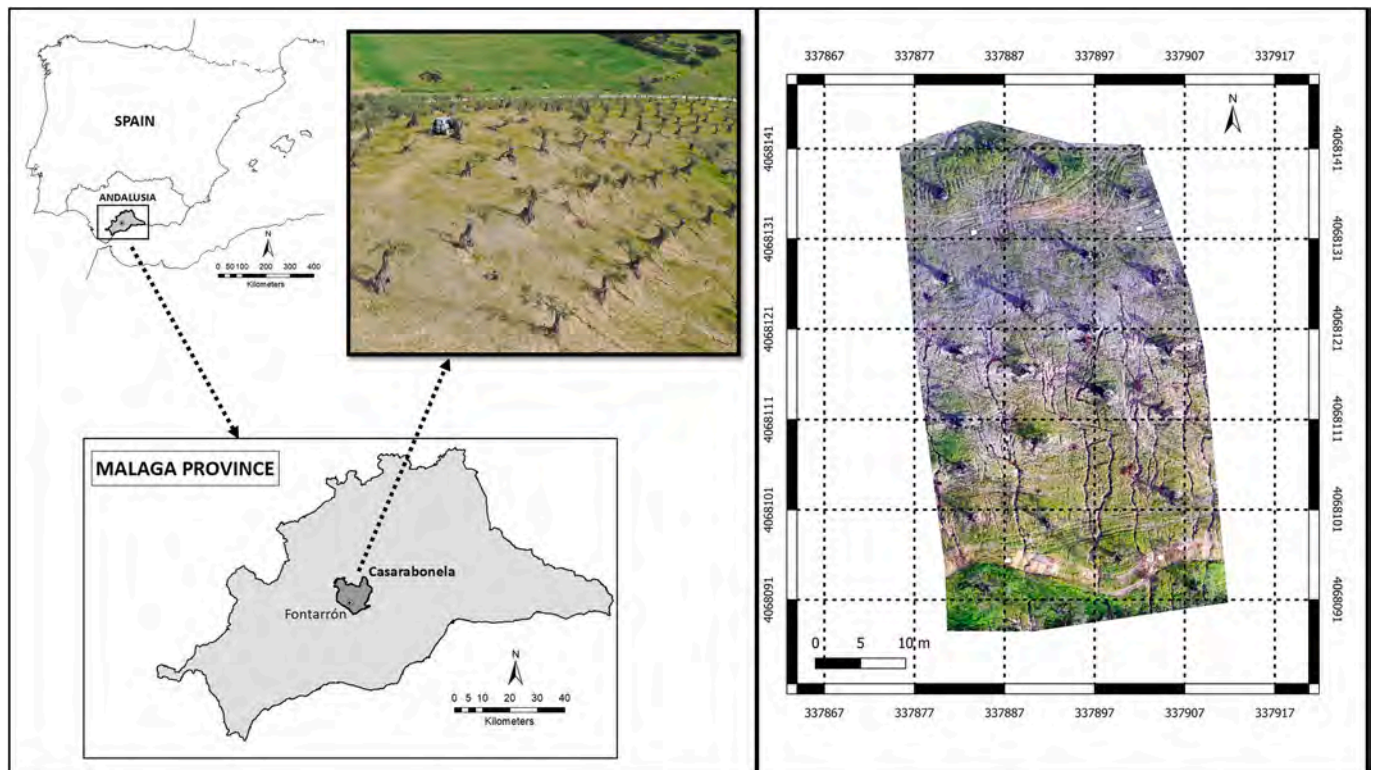 SPAIN
ANDALUSIA
N
0 50 100 200 300 400
Kilometers
MALAGA PROVINCE
Casarabonela
Fontarrón
N
0 5 10 20 30 40
Kilometers
337867 337877 337887 337897 337907 337917
N
4068141 4068141
4068131 4068131
4068121 4068121
4068111 4068111
4068101 4068101
4068091 4068091
0 5 10 m
337867 337877 337887 337897 337907 337917